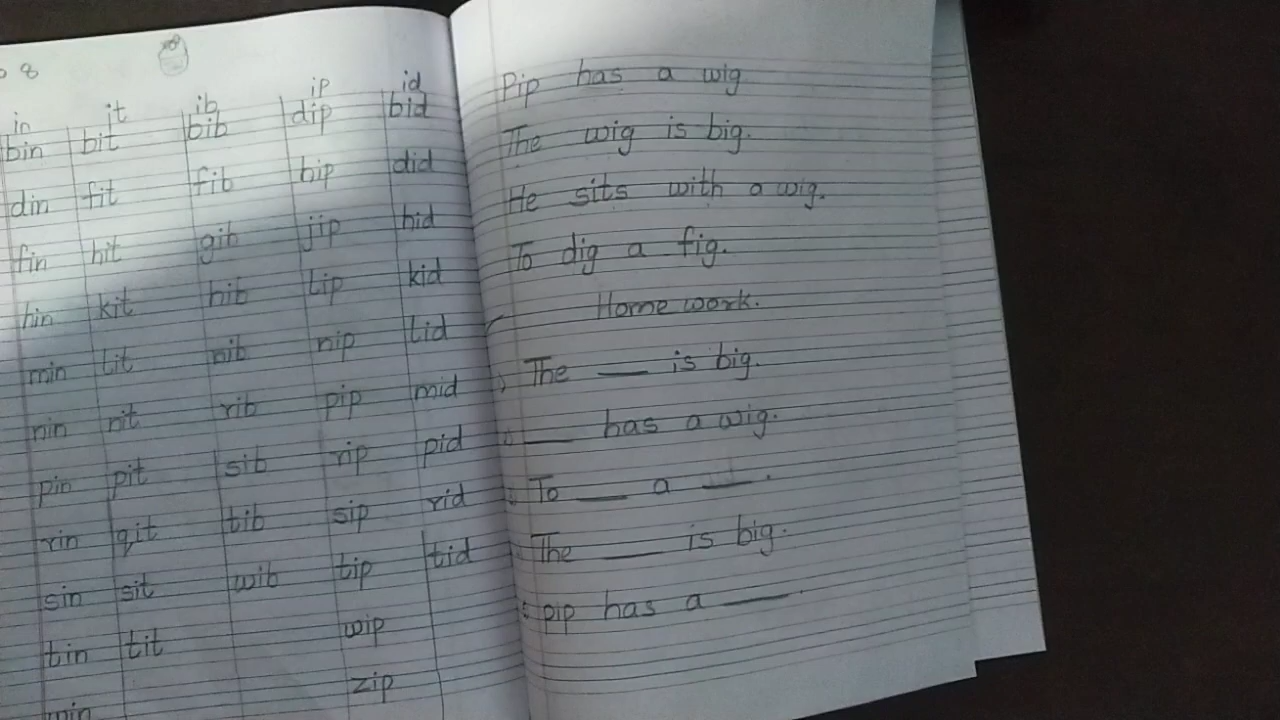 08
in it ib ip id
bin bit bib dip bid
din fit fib hip did
fin hit gib jip hid
hin kit hib lip kid
min lit nib nip lid
nin nit rib pip mid
pin pit sib rip pid
rin qit tib sip rid
sin sit wib tip tid
tin tit wip
zip
Pip has a wig
The wig is big.
He sits with a wig.
To dig a fig.
Home work.
The ___ is big.
___ has a wig.
To ___ a ___.
The ___ is big.
pip has a ___.